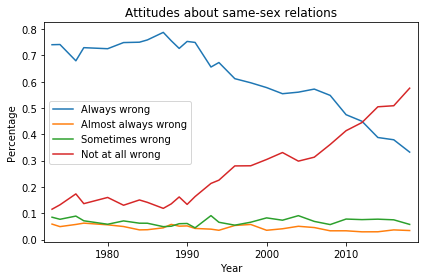 Attitudes about same-sex relations
Percentage
0.8
0.7
0.6
0.5
0.4
0.3
0.2
0.1
0.0
Always wrong
Almost always wrong
Sometimes wrong
Not at all wrong
1980
1990
2000
2010
Year